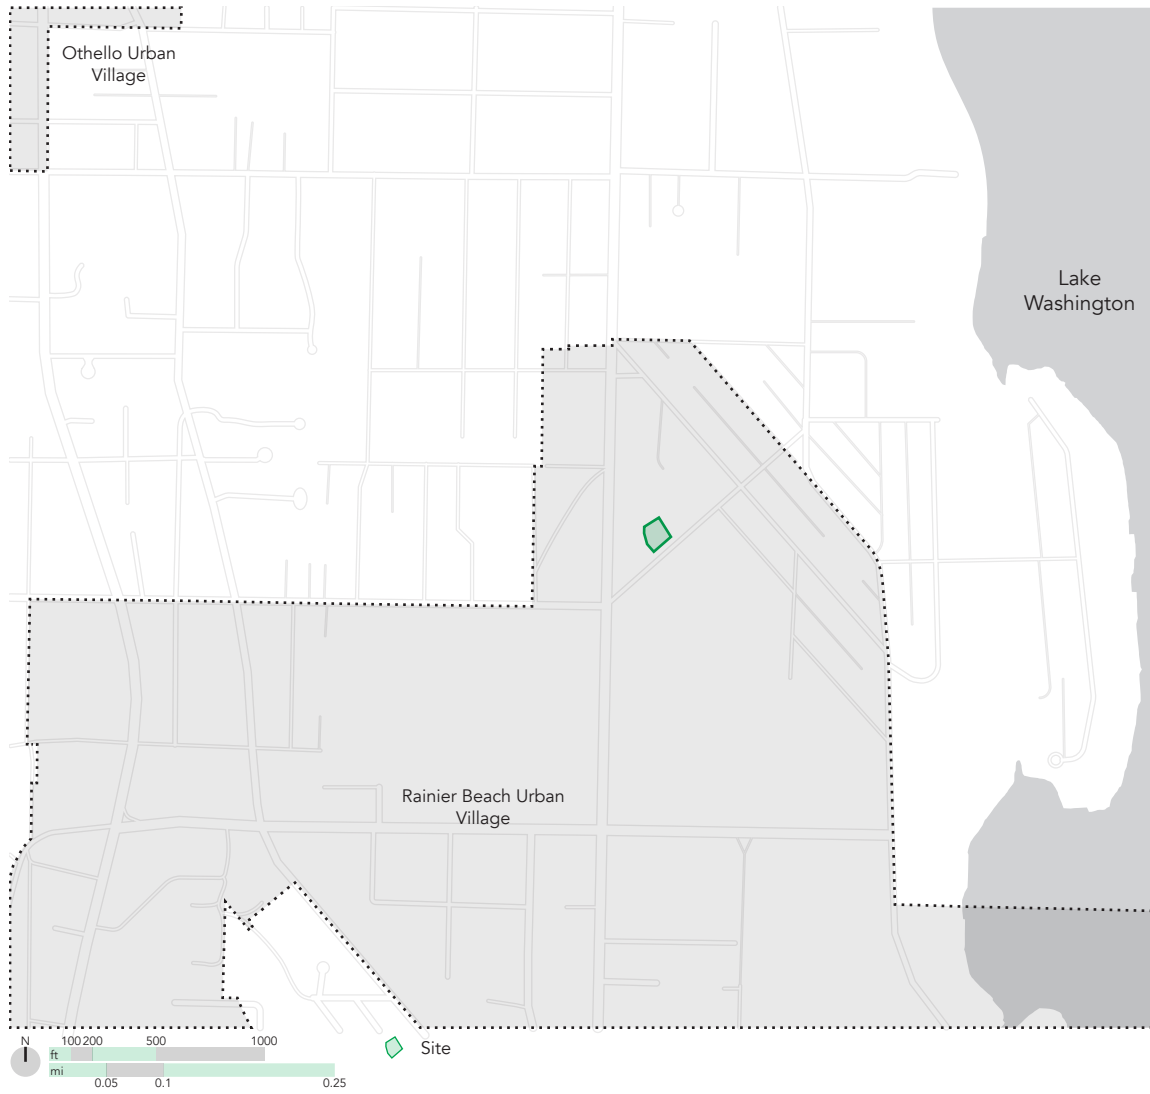 Othello Urban
Village
Lake
Washington
Rainier Beach Urban
Village
N
100 200 500 1000
ft
mi
0.05 0.1 0.25
Site